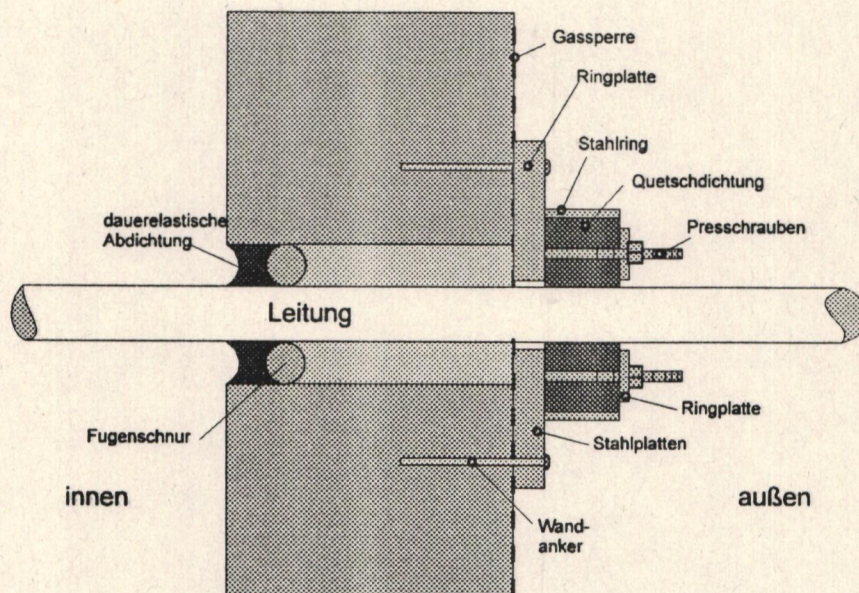 Gassperre
Ringplatte
Stahlring
Quetschdichtung
Presschrauben
dauerelastische
Abdichtung
Leitung
Ringplatte
Fugenschnur
Stahlplatten
innen
außen
Wand-
anker